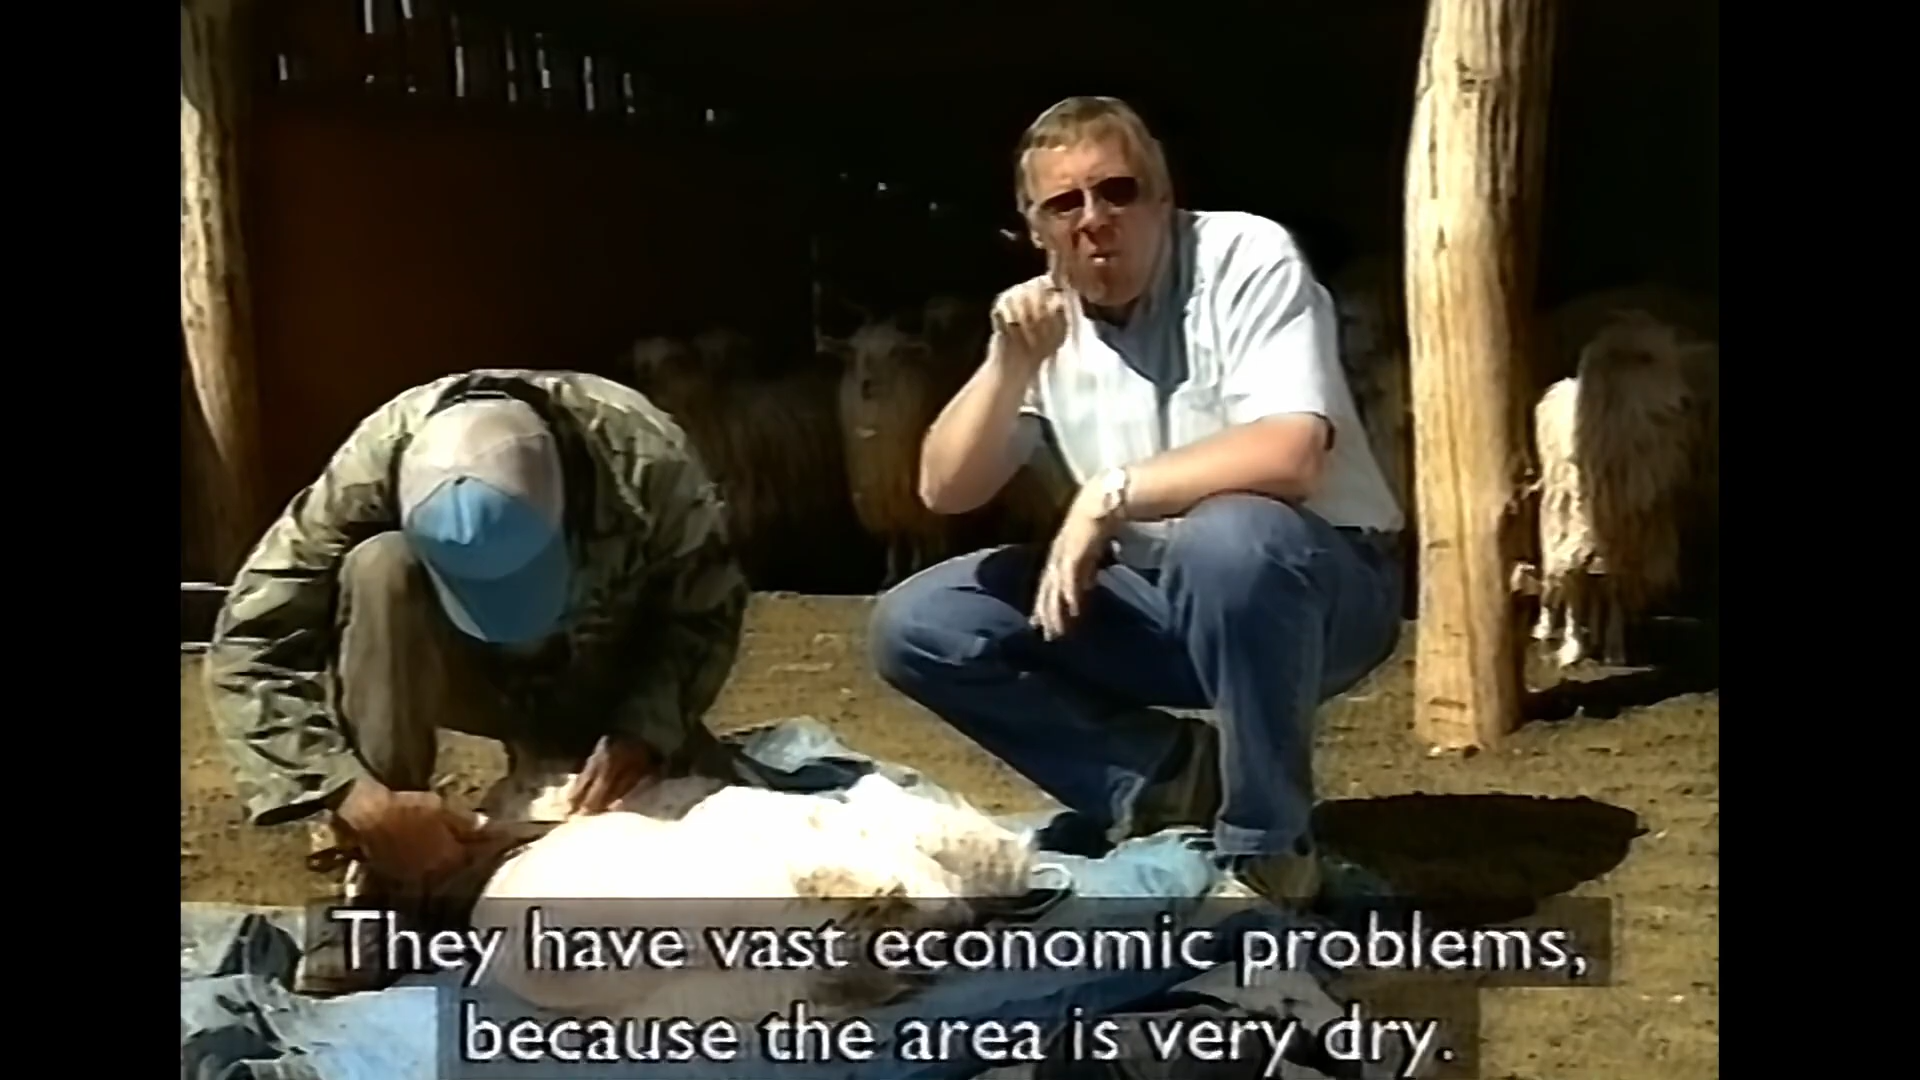 They have vast economic problems,
because the area is very dry.